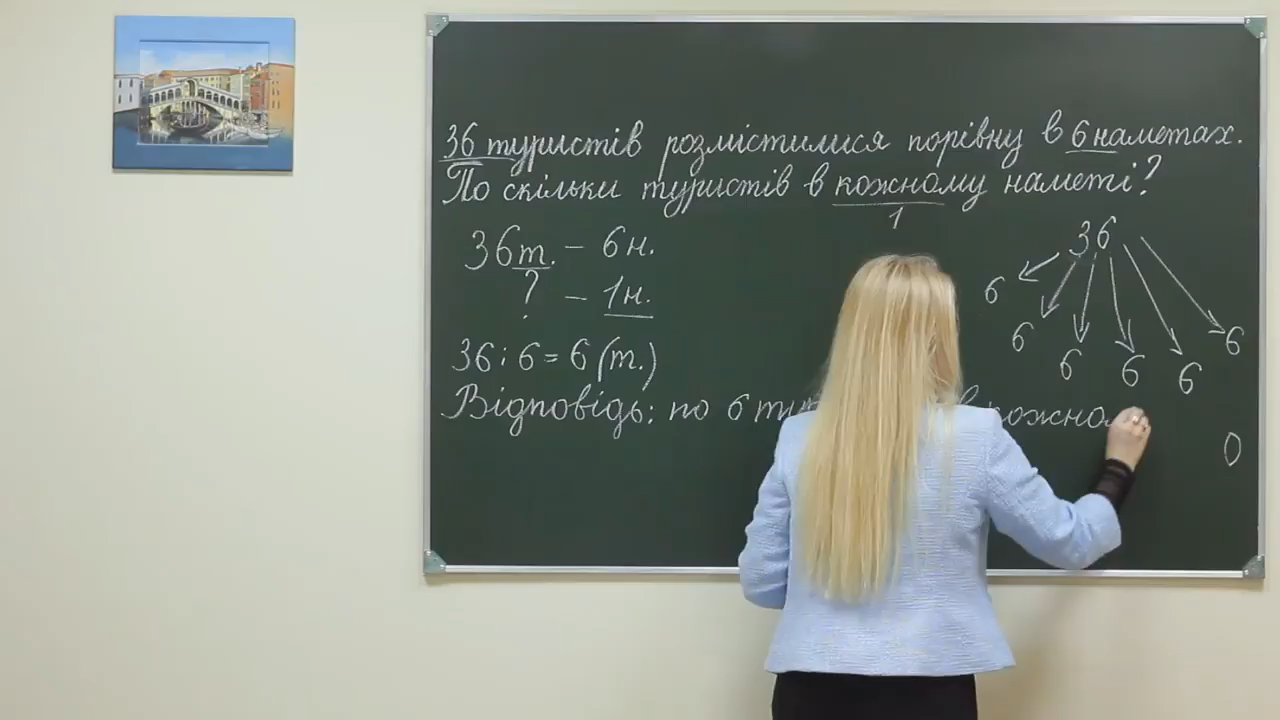 36 туристів розмістилися порівну в 6 наметах.
По скільки туристів в кожному наметі?
1
36т. – 6н.
? – 1н.
36 : 6 = 6 (т.)
36
6 6 6 6 6 6
Відповідь: по 6 в
0